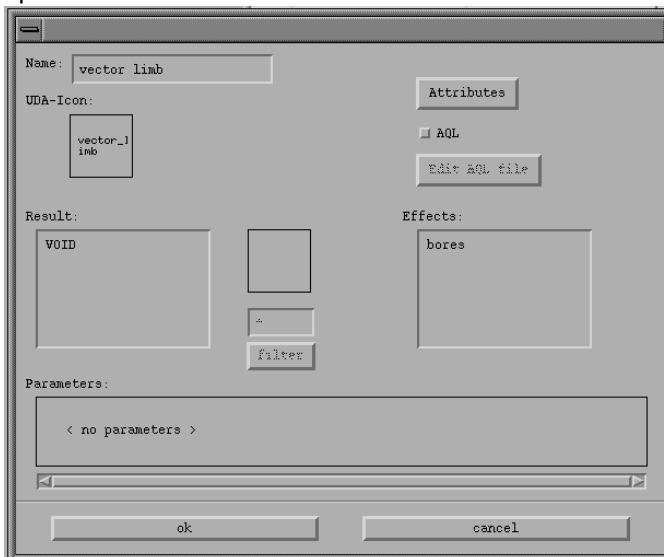 Name: vector limb
Attributes
UDA-Icon:
AQL
vector_l
imb
Edit AQL file
Result:
Effects:
VOID
bores
filter
Parameters:
< no parameters >
ok
cancel